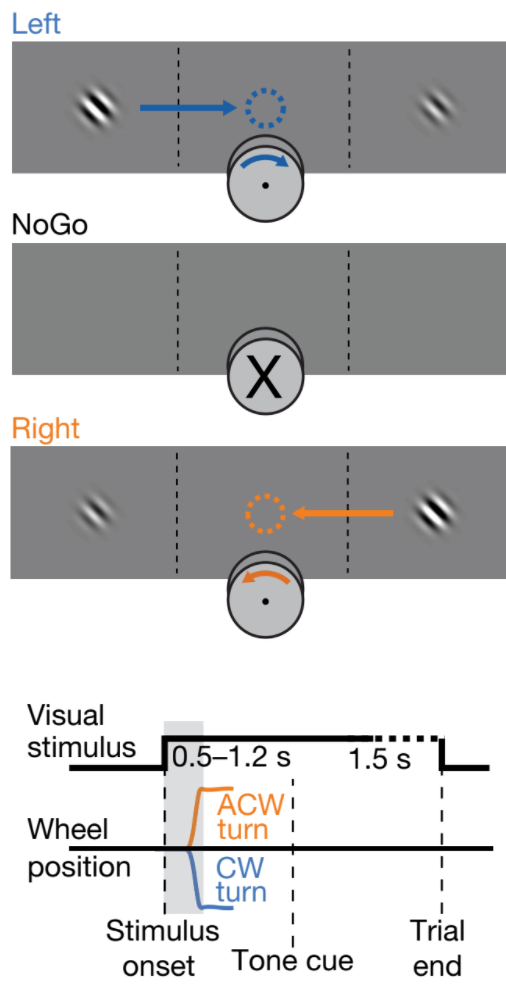 Left
NoGo
X
Right
Visual
stimulus
0.5–1.2 s
1.5 s
ACW
turn
Wheel
position
CW
turn
Stimulus
onset
Tone cue
Trial
end